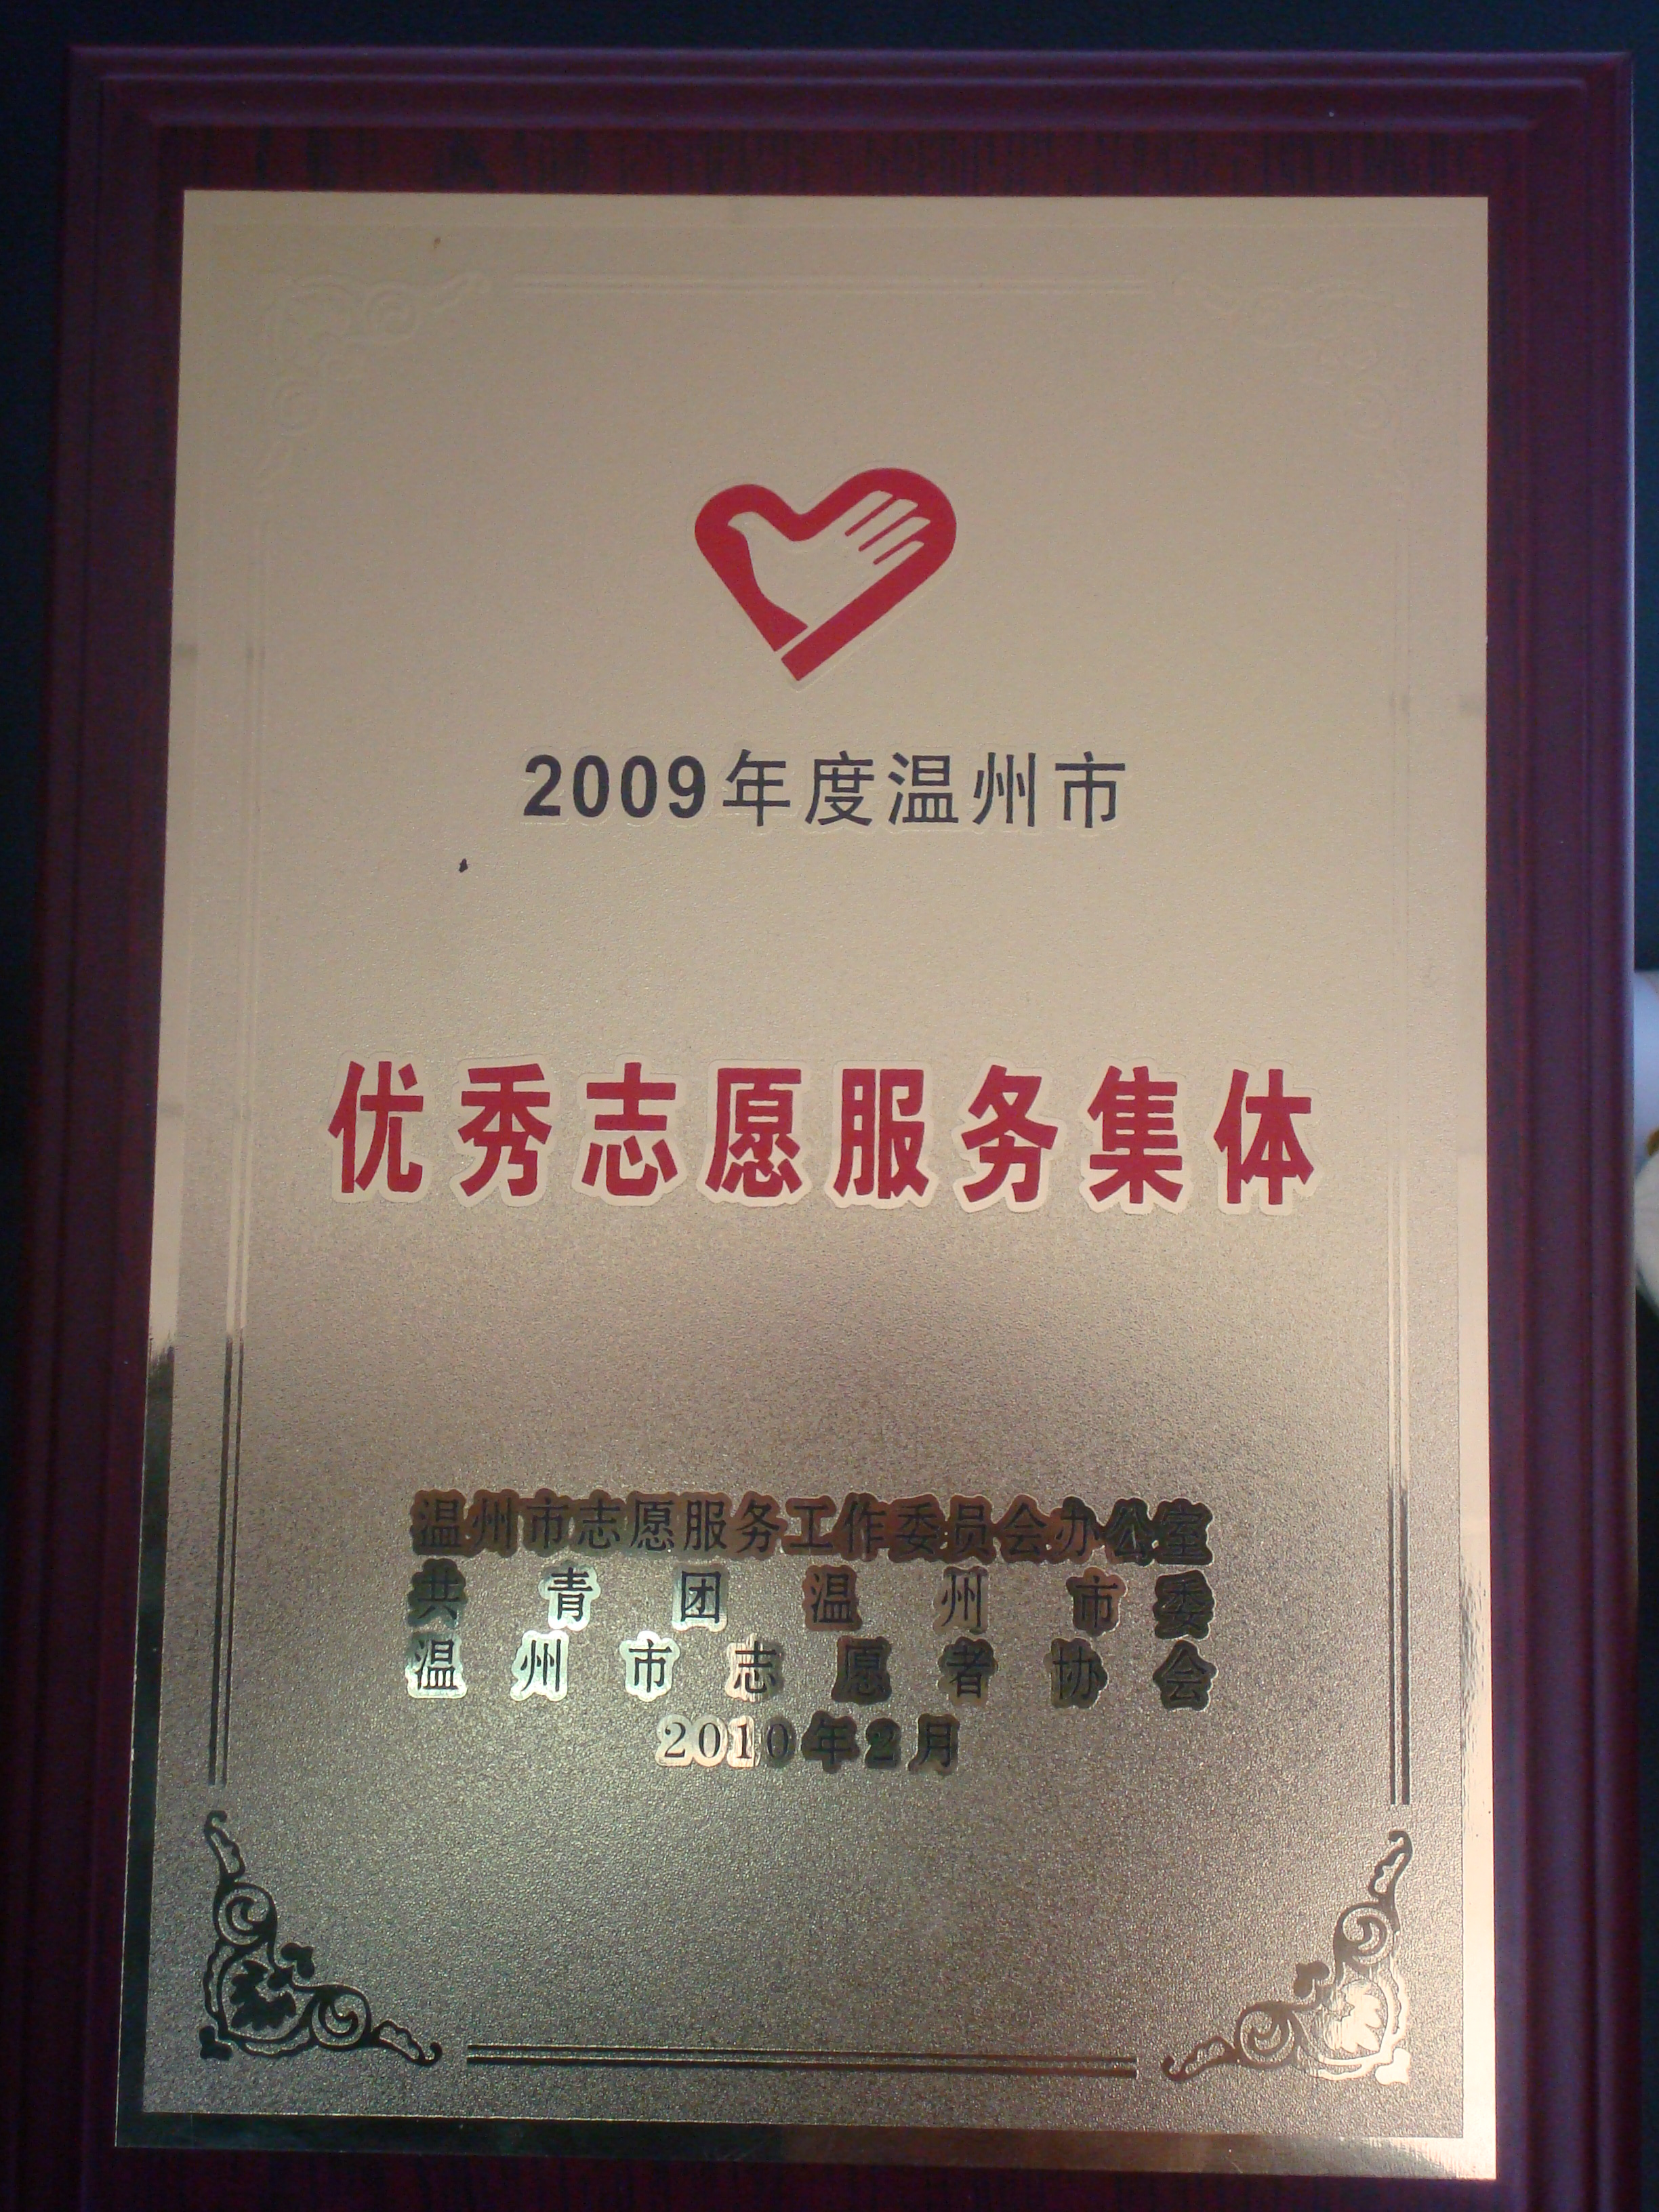 2009年度温州市
优秀志愿服务集体
温州市志愿服务工作委员会办公室
共青团温州市委
温州市志愿者协会
2010年2月